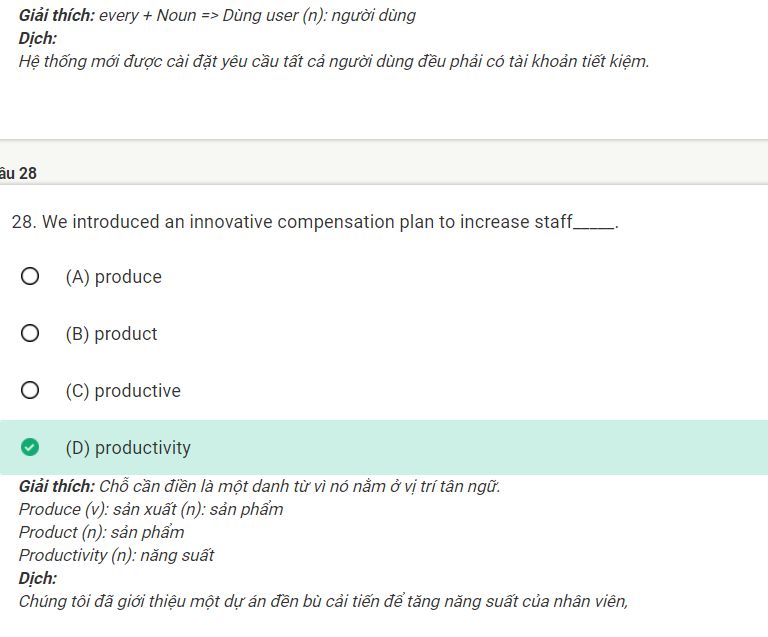 Giải thích: every + Noun => Dùng user (n): người dùng
Dịch:
Hệ thống mới được cài đặt yêu cầu tất cả người dùng đều phải có tài khoản tiết kiệm.
âu 28
28. We introduced an innovative compensation plan to increase staff_____.
(A) produce
(B) product
(C) productive
(D) productivity
Giải thích: Chỗ cần điền là một danh từ vì nó nằm ở vị trí tân ngữ.
Produce (v): sản xuất (n): sản phẩm
Product (n): sản phẩm
Productivity (n): năng suất
Dịch:
Chúng tôi đã giới thiệu một dự án đền bù cải tiến để tăng năng suất của nhân viên,